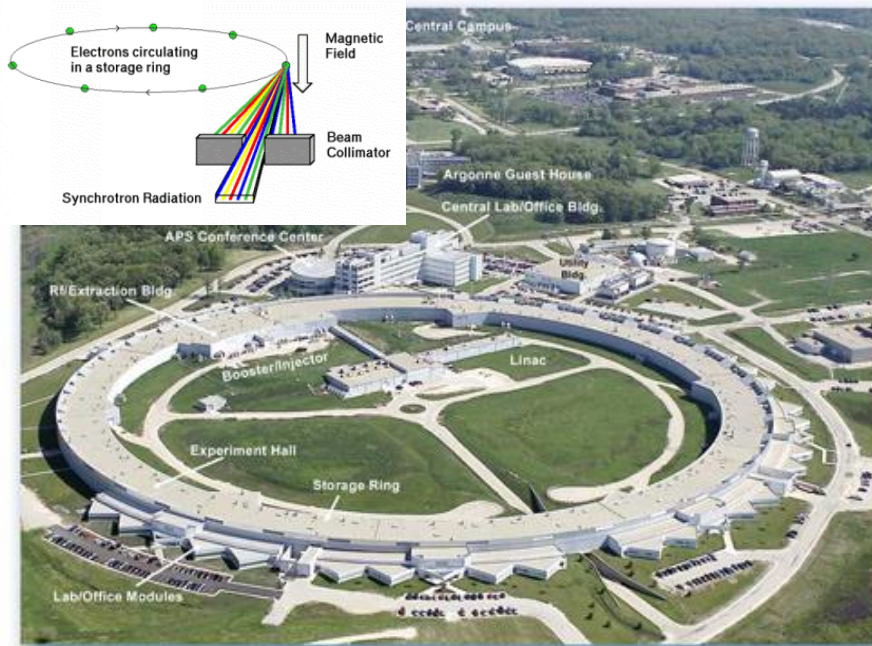 Electrons circulating
in a storage ring
Magnetic
Field
Beam
Collimator
Synchrotron Radiation
Central Campus
Argonne Guest House
Central Lab/Office Bldg.
APS Conference Center
Utility
Bldg.
Rf/Extraction Bldg.
Booster/Injector
Linac
Experiment Hall
Storage Ring
Lab/Office Modules